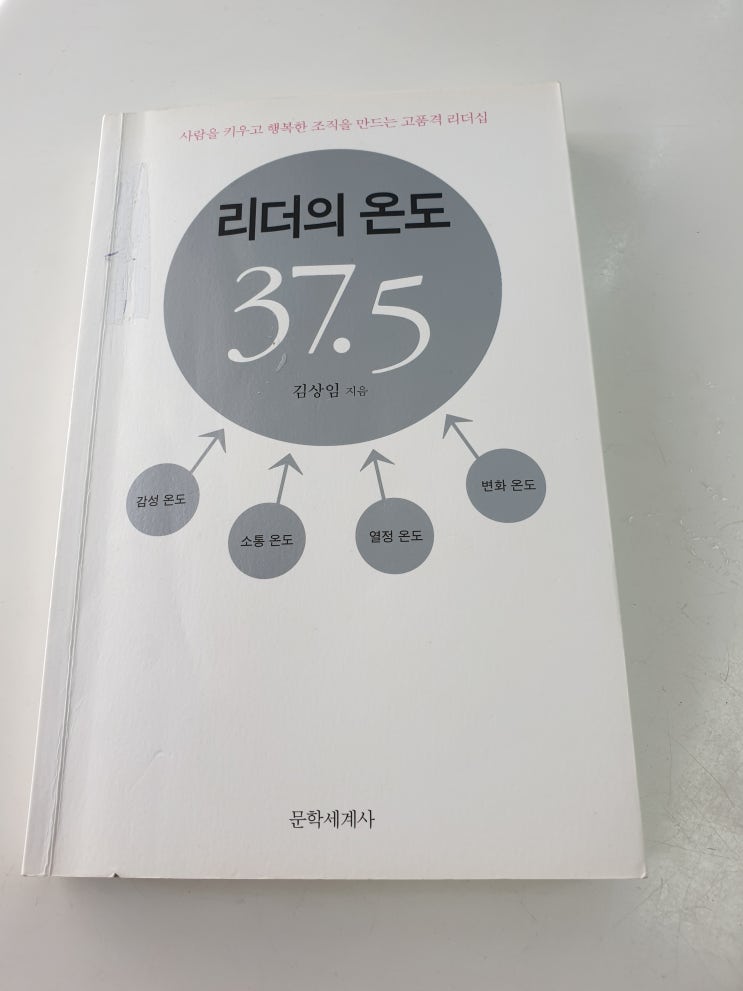 사람을 키우고 행복한 조직을 만드는 고품격 리더십
리더의 온도
37.5
김상임 지음
감성 온도
소통 온도
열정 온도
변화 온도
문학세계사